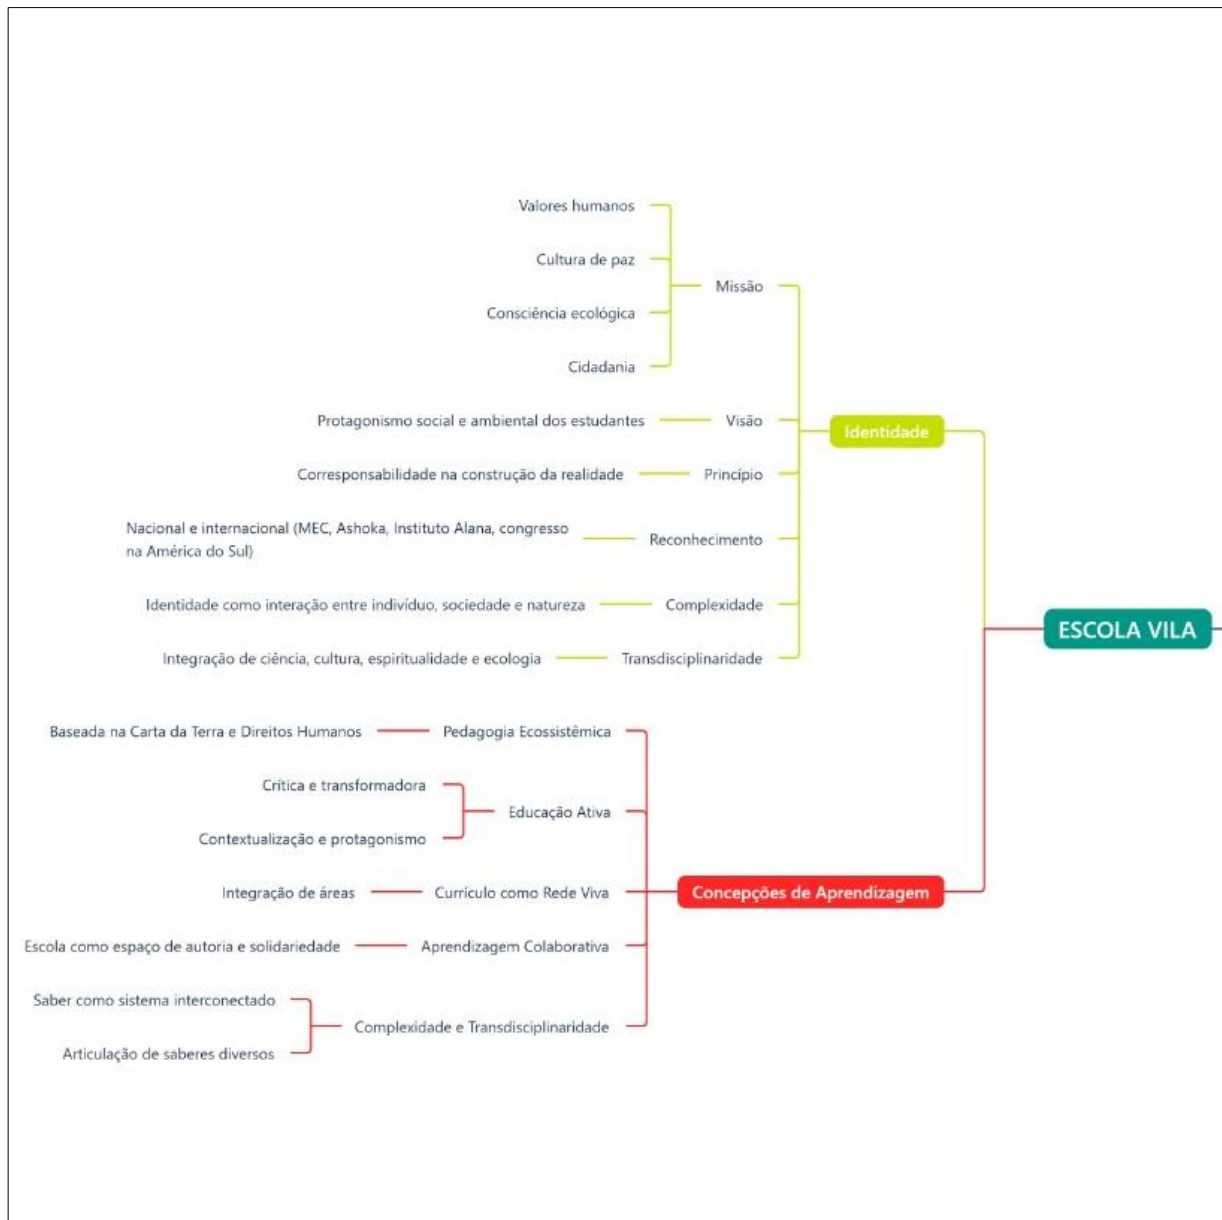 Valores humanos
Cultura de paz
Missão
Consciência ecológica
Cidadania
Protagonismo social e ambiental dos estudantes
Visão
Identidade
Corresponsabilidade na construção da realidade
Princípio
Nacional e internacional (MEC, Ashoka, Instituto Alana, congresso
na América do Sul)
Reconhecimento
Identidade como interação entre indivíduo, sociedade e natureza
Complexidade
ESCOLA VILA
Integração de ciência, cultura, espiritualidade e ecologia
Transdisciplinaridade
Baseada na Carta da Terra e Direitos Humanos
Pedagogia Ecossistêmica
Crítica e transformadora
Educação Ativa
Contextualização e protagonismo
Integração de áreas
Currículo como Rede Viva
Concepções de Aprendizagem
Escola como espaço de autoria e solidariedade
Aprendizagem Colaborativa
Saber como sistema interconectado
Complexidade e Transdisciplinaridade
Articulação de saberes diversos